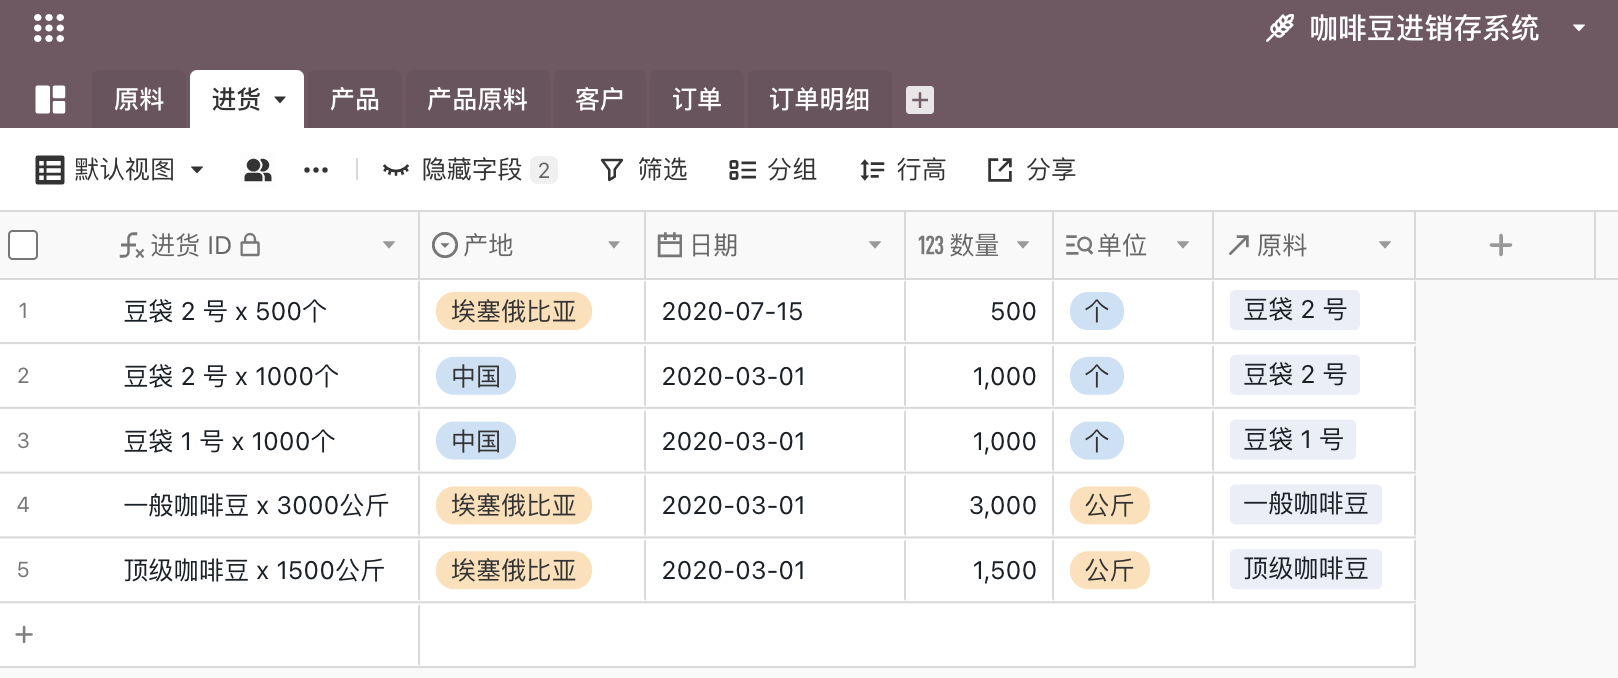 咖啡豆进销存系统
原料 进货 产品 产品原料 客户 订单 订单明细
默认视图 隐藏字段 2 筛选 分组 行高 分享
进货 ID 产地 日期 123 数量 单位 原料
1 豆袋 2 号 x 500个 埃塞俄比亚 2020-07-15 500 个 豆袋 2 号
2 豆袋 2 号 x 1000个 中国 2020-03-01 1,000 个 豆袋 2 号
3 豆袋 1 号 x 1000个 中国 2020-03-01 1,000 个 豆袋 1 号
4 一般咖啡豆 x 3000公斤 埃塞俄比亚 2020-03-01 3,000 公斤 一般咖啡豆
5 顶级咖啡豆 x 1500公斤 埃塞俄比亚 2020-03-01 1,500 公斤 顶级咖啡豆